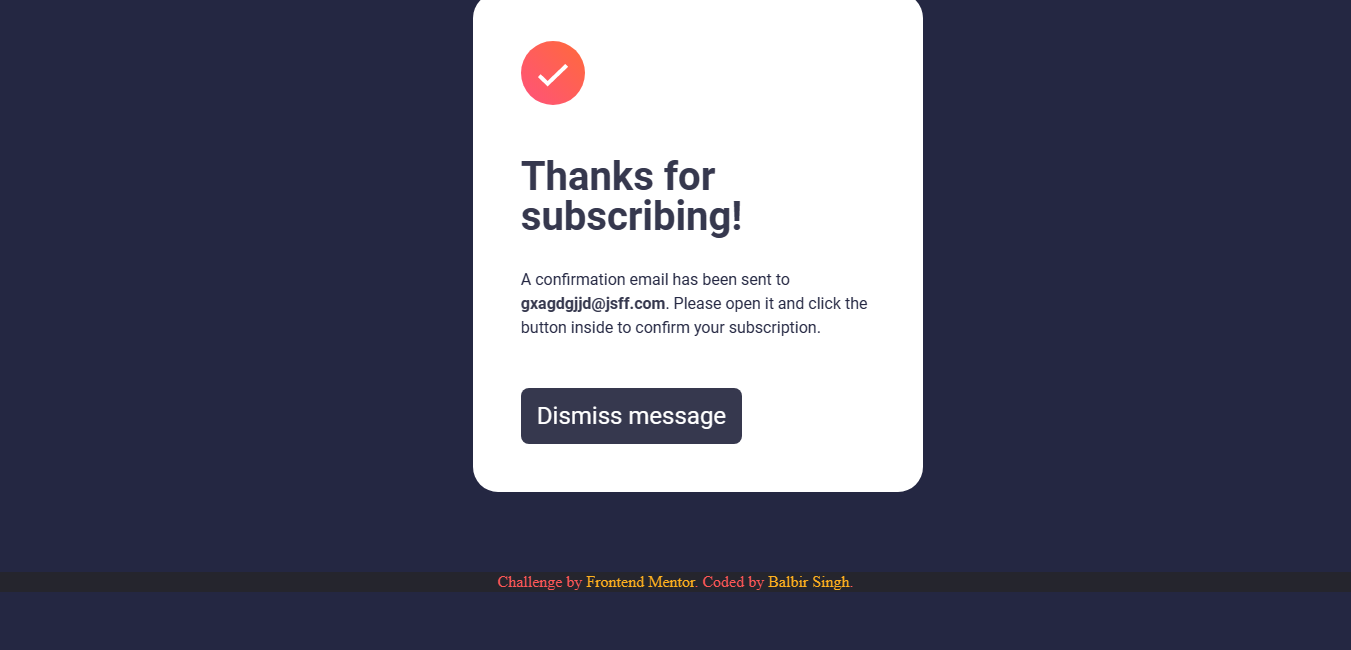 Thanks for
subscribing!
A confirmation email has been sent to
gxagdgjjd@jsff.com. Please open it and click the
button inside to confirm your subscription.
Dismiss message
Challenge by Frontend Mentor. Coded by Balbir Singh.